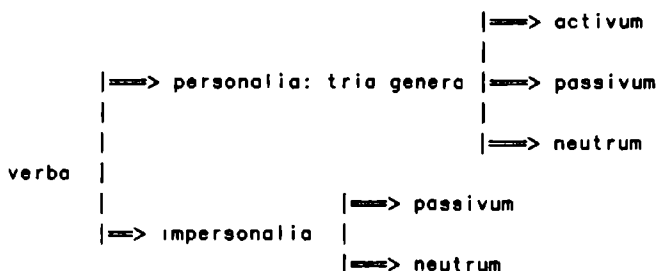 activum
personalia: tria genera
passivum
neutrum
verba
passivum
impersonalia
neutrum